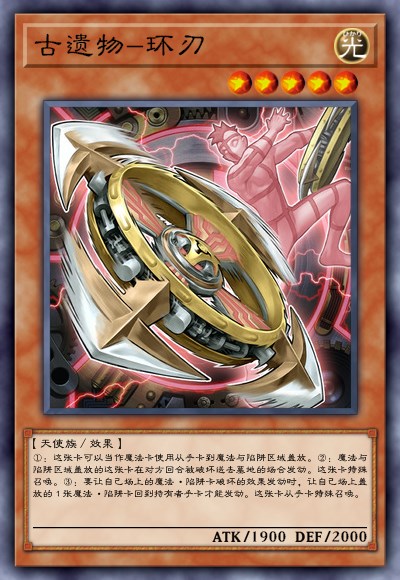 古遗物-环刃
光
【天使族/效果】
①：这张卡可以当作魔法卡使用从手卡到魔法与陷阱区域盖放。②：魔法与
陷阱区域盖放的这张卡在对方回合被破坏送去墓地的场合发动。这张卡特殊
召唤。③：要让自己场上的魔法·陷阱卡破坏的效果发动时，让自己场上盖
放的1张魔法·陷阱卡回到持有者手卡才能发动。这张卡从手卡特殊召唤。
ATK/1900 DEF/2000